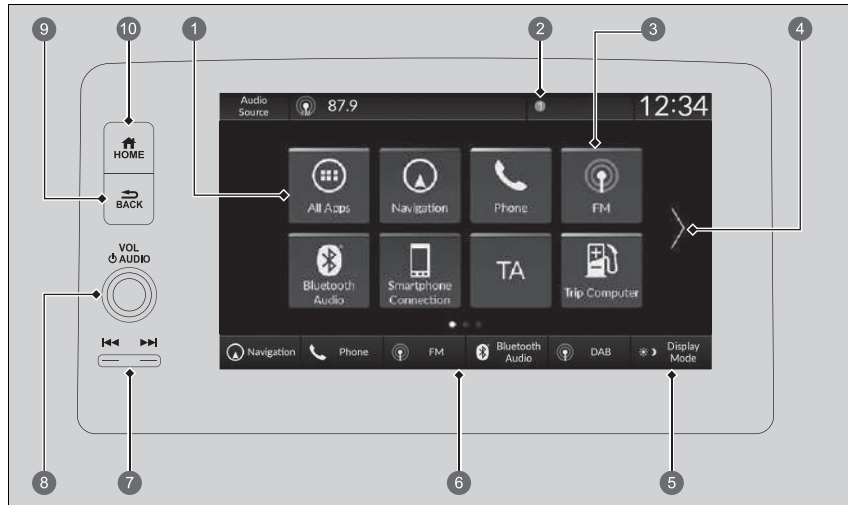 9
10
1
2
3
4
Audio
Source
FM
87.9
1
12:34
HOME
BACK
All Apps
Navigation
Phone
FM
VOL
AUDIO
Bluetooth
Audio
Smartphone
Connection
TA
Trip Computer
Navigation
Phone
FM
Bluetooth
Audio
DAB
Display
Mode
8
7
6
5